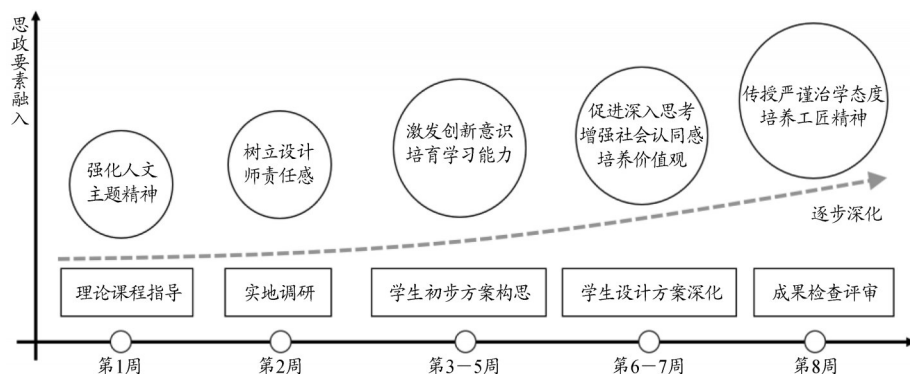 思政要素融入
强化人文
主题精神
树立设计
师责任感
激发创新意识
培育学习能力
促进深入思考
增强社会认同感
培养价值观
传授严谨治学态度
培养工匠精神
逐步深化
理论课程指导
实地调研
学生初步方案构思
学生设计方案深化
成果检查评审
第1周
第2周
第3－5周
第6－7周
第8周